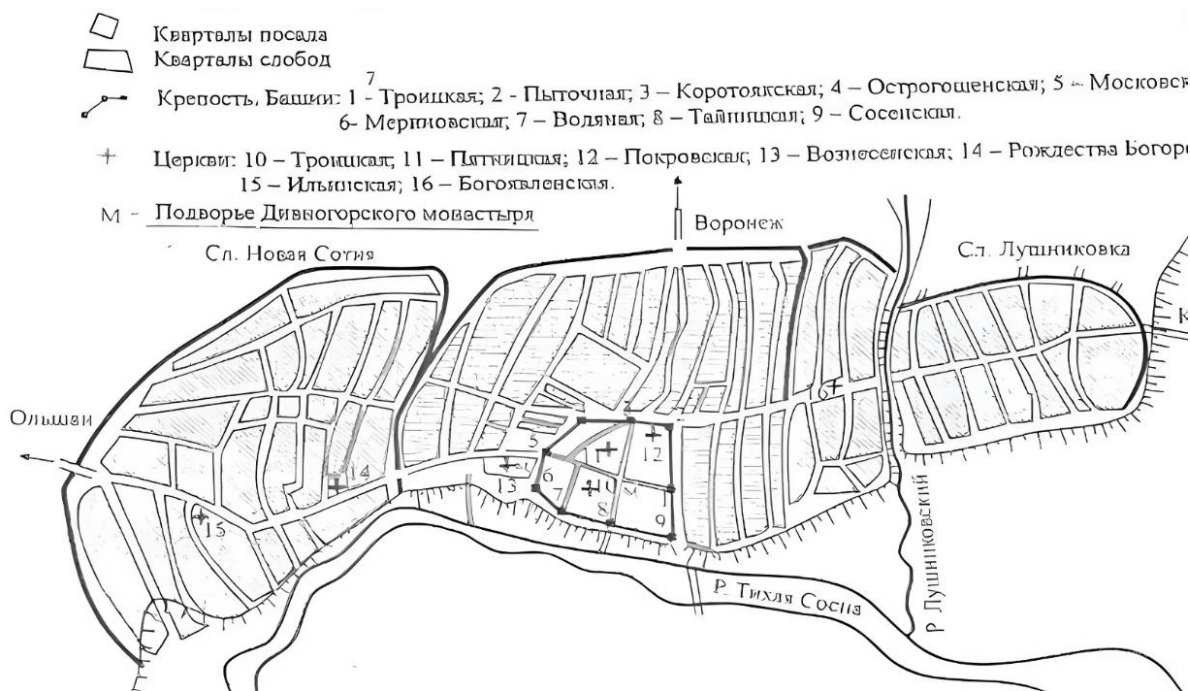 Кварталы посада
Кварталы слобод
7
Крепость. Башни: 1 - Троицкая; 2 - Пыточная; 3 – Коротоякская; 4 – Острогощенская; 5 – Московск
6- Мериновская; 7 – Водяная; 8 – Тайницкая; 9 – Сосенская.
Церкви: 10 – Троицкая; 11 – Пятницкая; 12 – Покровская; 13 – Вознесенская; 14 – Рождества Богоро
15 – Ильинская; 16 – Богоявленская.
М - Подворье Дивногорского монастыря
Воронеж
Сл. Новая Сотня
Сл. Лушниковка
К
Ольшан
5
12
14
6
13
7
8
9
15
Р. Тихая Сосна
Р Лушниковский